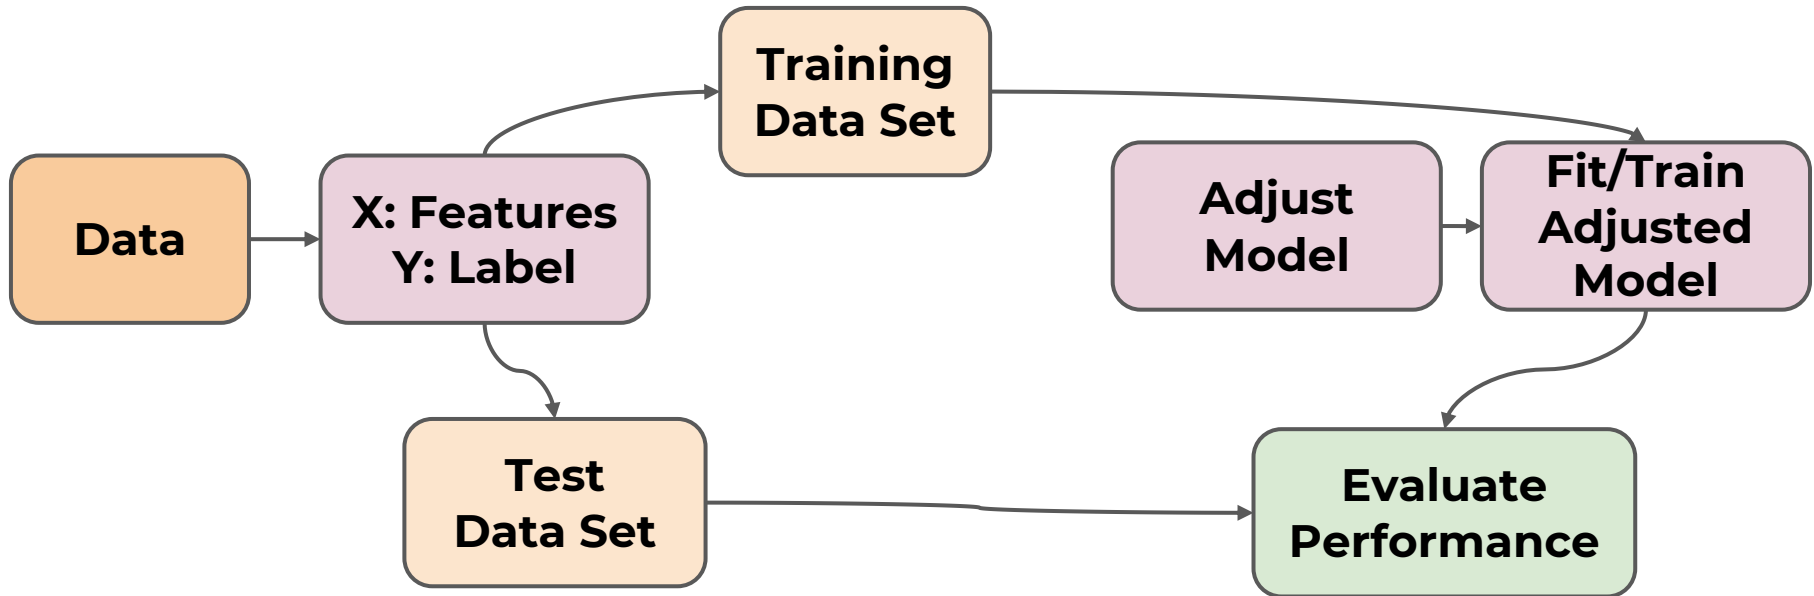 Training
Data Set
Data
X: Features
Y: Label
Adjust
Model
Fit/Train
Adjusted
Model
Test
Data Set
Evaluate
Performance